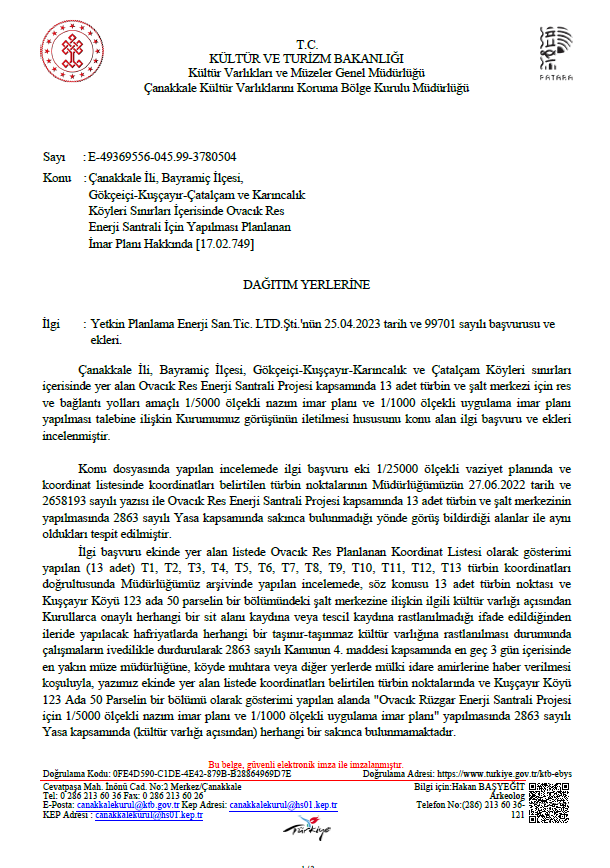 T.C.
KÜLTÜR VE TURİZM BAKANLIĞI
Kültür Varlıkları ve Müzeler Genel Müdürlüğü
Çanakkale Kültür Varlıklarını Koruma Bölge Kurulu Müdürlüğü
PATARA
Sayı : E-49369556-045.99-3780504
Konu : Çanakkale İli, Bayramiç İlçesi,
Gökçeiçi-Kuşçayır-Çatalçam ve Karıncalık
Köyleri Sınırları İçerisinde Ovacık Res
Enerji Santrali İçin Yapılması Planlanan
İmar Planı Hakkında [17.02.749]
DAĞITIM YERLERİNE
İlgi : Yetkin Planlama Enerji San.Tic. LTD.Şti.'nün 25.04.2023 tarih ve 99701 sayılı başvurusu ve
ekleri.
Çanakkale İli, Bayramiç İlçesi, Gökçeiçi-Kuşçayır-Karıncalık ve Çatalçam Köyleri sınırları
içerisinde yer alan Ovacık Res Enerji Santrali Projesi kapsamında 13 adet türbin ve şalt merkezi için res
ve bağlantı yolları amaçlı 1/5000 ölçekli nazım imar planı ve 1/1000 ölçekli uygulama imar planı
yapılması talebine ilişkin Kurumumuz görüşünün iletilmesi hususunu konu alan ilgi başvuru ve ekleri
incelenmiştir.
Konu dosyasında yapılan incelemede ilgi başvuru eki 1/25000 ölçekli vaziyet planında ve
koordinat listesinde koordinatları belirtilen türbin noktalarının Müdürlüğümüzün 27.06.2022 tarih ve
2658193 sayılı yazısı ile Ovacık Res Enerji Santrali Projesi kapsamında 13 adet türbin ve şalt merkezinin
yapılmasında 2863 sayılı Yasa kapsamında sakınca bulunmadığı yönde görüş bildirdiği alanlar ile aynı
oldukları tespit edilmiştir.
İlgi başvuru ekinde yer alan listede Ovacık Res Planlanan Koordinat Listesi olarak gösterimi
yapılan (13 adet) T1, T2, T3, T4, T5, T6, T7, T8, T9, T10, T11, T12, T13 türbin koordinatları
doğrultusunda Müdürlüğümüz arşivinde yapılan incelemede, söz konusu 13 adet türbin noktası ve
Kuşçayır Köyü 123 ada 50 parselin bir bölümündeki şalt merkezine ilişkin ilgili kültür varlığı açısından
Kurullarca onaylı herhangi bir sit alanı kaydına veya tescil kaydına rastlanılmadığı ifade edildiğinden
ileride yapılacak hafriyatlarda herhangi bir taşınır-taşınmaz kültür varlığına rastlanılması durumunda
çalışmaların ivedilikle durdurularak 2863 sayılı Kanunun 4. maddesi kapsamında en geç 3 gün içerisinde
en yakın müze müdürlüğüne, köyde muhtara veya diğer yerlerde mülki idare amirlerine haber verilmesi
koşuluyla, yazımız ekinde yer alan listede koordinatları belirtilen türbin noktalarında ve Kuşçayır Köyü
123 Ada 50 Parselin bir bölümü olarak gösterimi yapılan alanda "Ovacık Rüzgar Enerji Santrali Projesi
için 1/5000 ölçekli nazım imar planı ve 1/1000 ölçekli uygulama imar planı" yapılmasında 2863 sayılı
Yasa kapsamında (kültür varlığı açısından) herhangi bir sakınca bulunmamaktadır.
Bu belge, güvenli elektronik imza ile imzalanmıştır.
Doğrulama Kodu: 0FE4D590-C1DE-4E42-879B-B28864969D7E Doğrulama Adresi: https://www.turkiye.gov.tr/ktb-ebys
Cevatpaşa Mah. İnönü Cad. No:2 Merkez/Çanakkale Bilgi için:Hakan BAŞYEĞİT
Tel: 0 286 213 60 36 Fax: 0 286 213 60 26 Arkeolog
E-Posta: canakkalekurul@ktb.gov.tr Kep Adresi: canakkalekurul@hs01.kep.tr Telefon No:(286) 213 60 36-
KEP Adresi : canakkalekurul@hs01.kep.tr 121
Türkiye